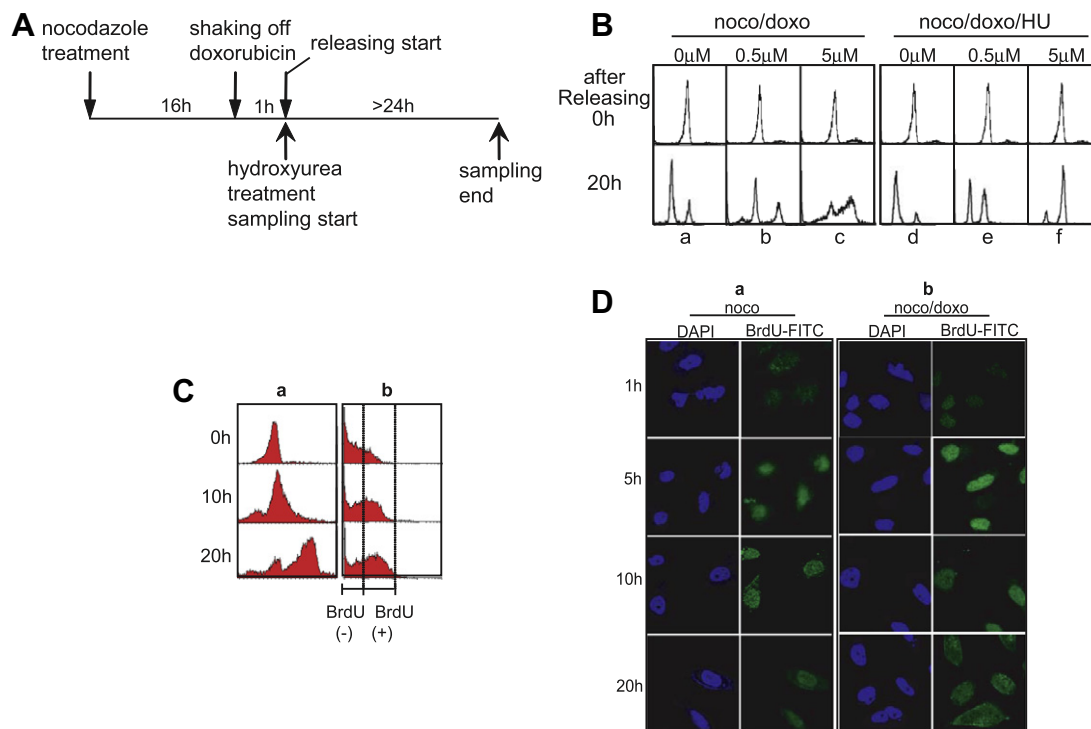 A
nocodazole
treatment
shaking off
doxorubicin
releasing start
16h
1h
>24h
hydroxyurea
treatment
sampling start
sampling
end
B
noco/doxo
noco/doxo/HU
0μM
0.5μM
5μM
0μM
0.5μM
5μM
after
Releasing
0h
20h
a
b
c
d
e
f
C
a
b
0h
10h
20h
BrdU
(-)
BrdU
(+)
D
a
b
noco
noco/doxo
DAPI
BrdU-FITC
DAPI
BrdU-FITC
1h
5h
10h
20h